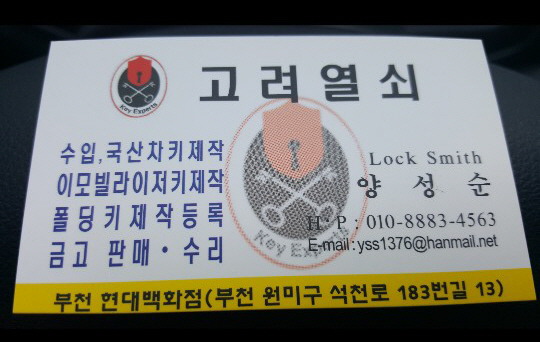 Key Experts
고려열쇠
수입,국산차키제작
이모빌라이저키제작
폴딩키제작등록
금고 판매·수리
Key Experts
Lock Smith
양성순
H·P : 010-8883-4563
E-mail : yss1376@hanmail.net
부천 현대백화점(부천 원미구 석천로 183번길 13)